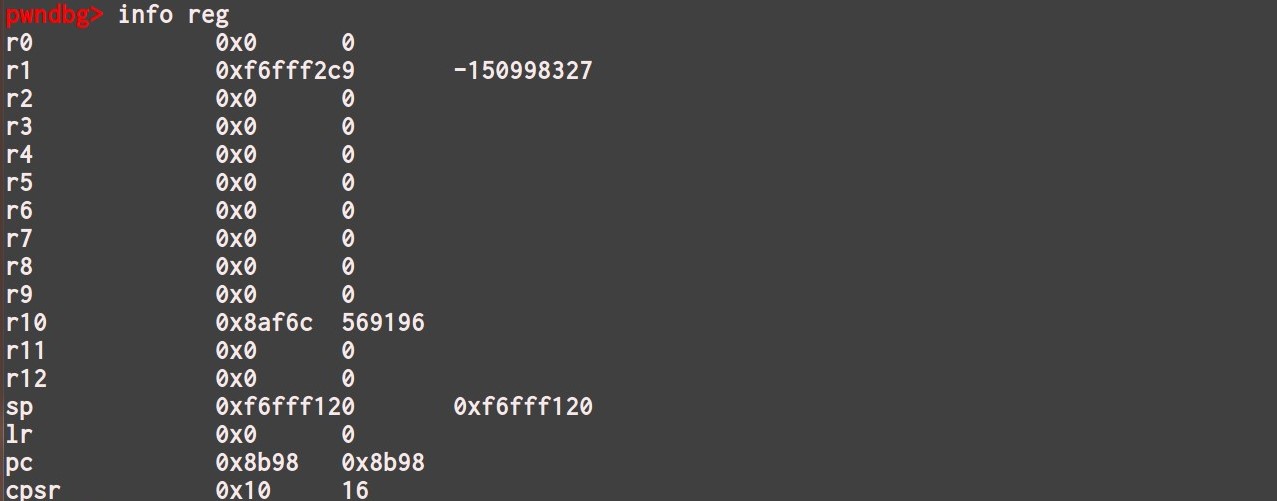 pwndbg> info reg
r0 0x0 0
r1 0xf6fff2c9 -150998327
r2 0x0 0
r3 0x0 0
r4 0x0 0
r5 0x0 0
r6 0x0 0
r7 0x0 0
r8 0x0 0
r9 0x0 0
r10 0x8af6c 569196
r11 0x0 0
r12 0x0 0
sp 0xf6fff120 0xf6fff120
lr 0x0 0
pc 0x8b98 0x8b98
cpsr 0x10 16